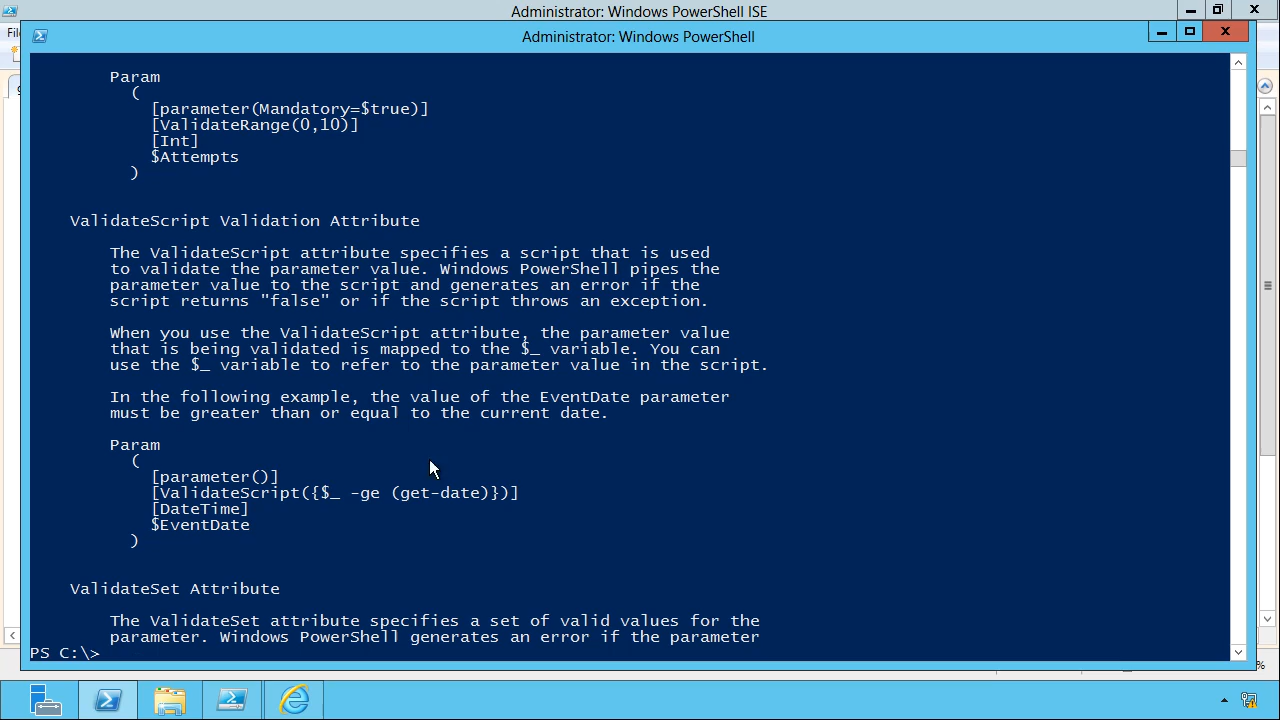 Administrator: Windows PowerShell ISE
Administrator: Windows PowerShell
Param
(
[parameter(Mandatory=$true)]
[ValidateRange(0,10)]
[Int]
$Attempts
)
ValidateScript Validation Attribute
The ValidateScript attribute specifies a script that is used
to validate the parameter value. Windows PowerShell pipes the
parameter value to the script and generates an error if the
script returns "false" or if the script throws an exception.
When you use the ValidateScript attribute, the parameter value
that is being validated is mapped to the $_ variable. You can
use the $_ variable to refer to the parameter value in the script.
In the following example, the value of the EventDate parameter
must be greater than or equal to the current date.
Param
(
[parameter()]
[ValidateScript({$_ -ge (get-date)})]
[DateTime]
$EventDate
)
ValidateSet Attribute
The ValidateSet attribute specifies a set of valid values for the
parameter. Windows PowerShell generates an error if the parameter
PS C:\>